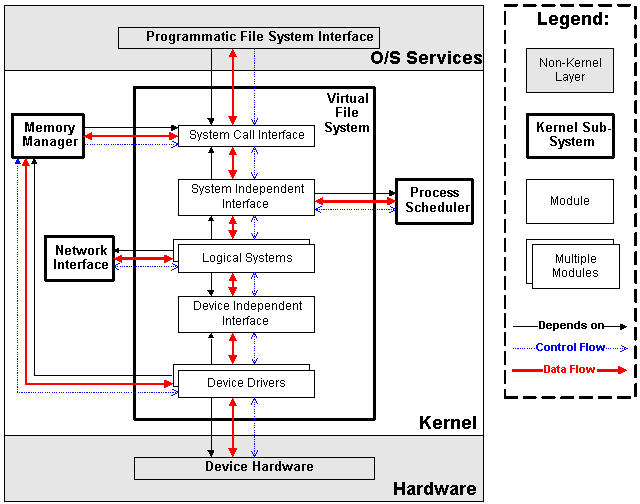 Programmatic File System Interface
O/S Services
Virtual
File
System
Memory
Manager
System Call Interface
System Independent
Interface
Process
Scheduler
Network
Interface
Logical Systems
Device Independent
Interface
Device Drivers
Kernel
Device Hardware
Hardware
Legend:
Non-Kernel
Layer
Kernel Sub-
System
Module
Multiple
Modules
Depends on
Control Flow
Data Flow